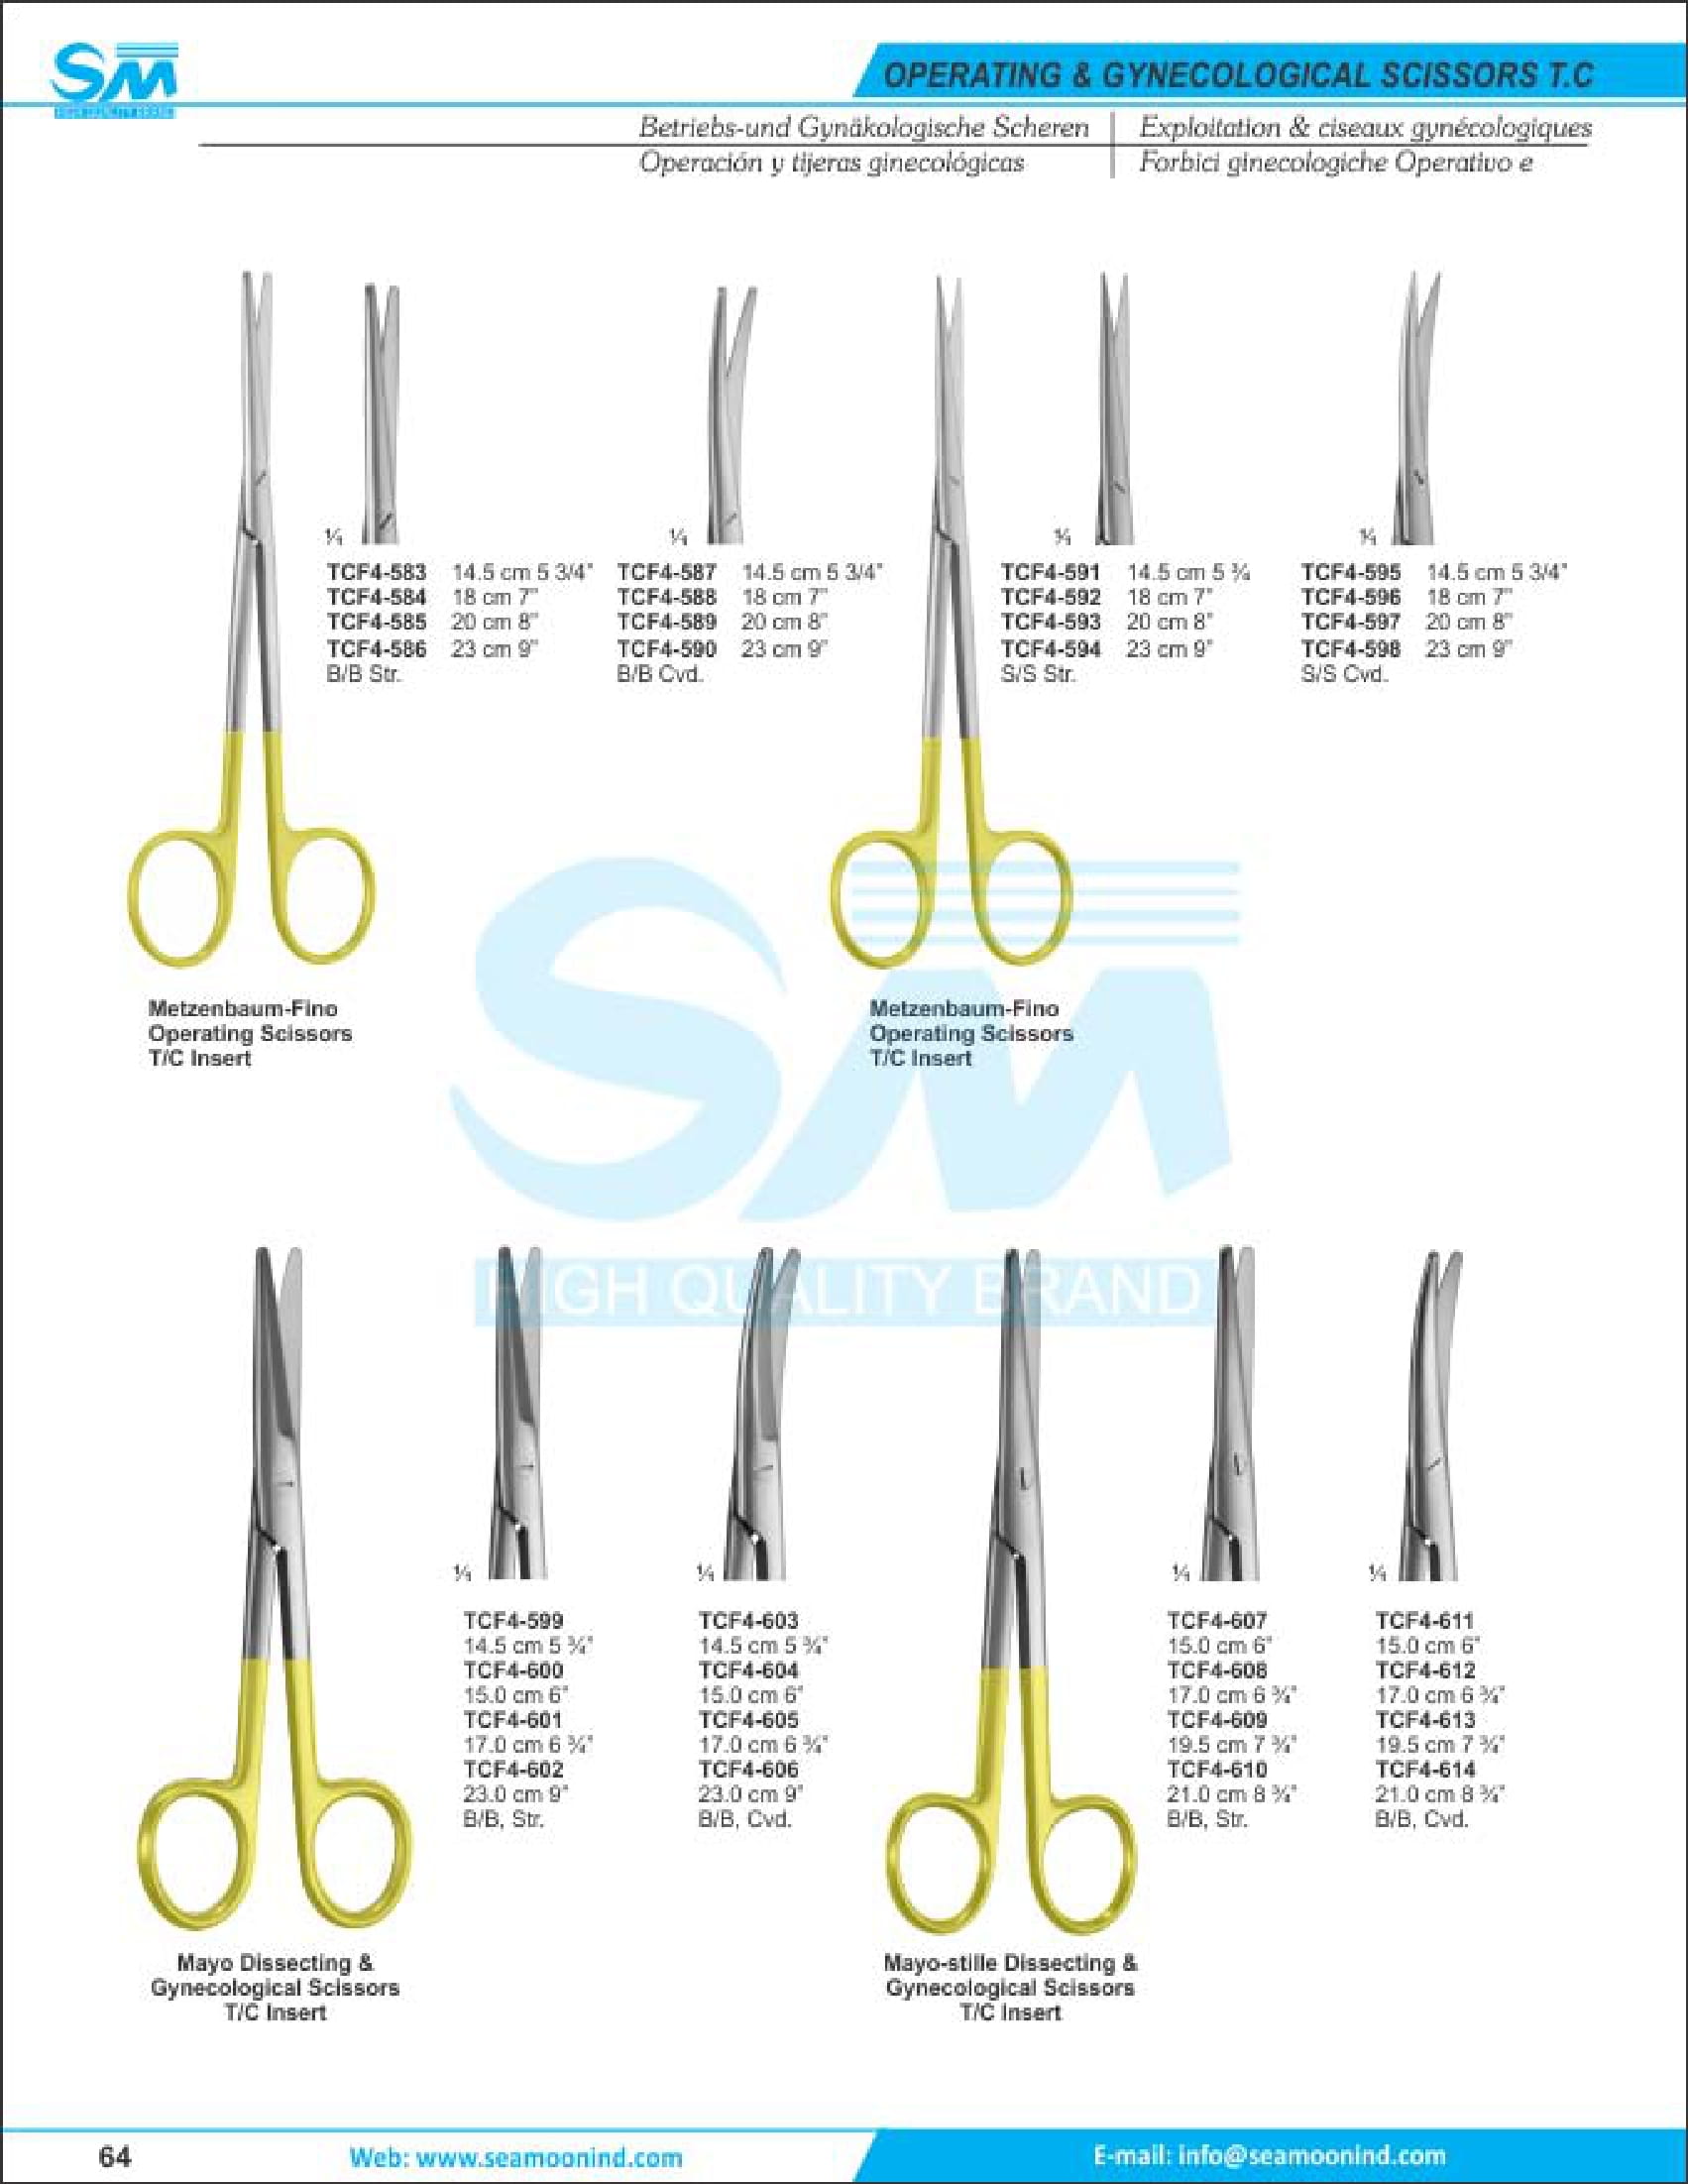 SM
OPERATING & GYNECOLOGICAL SCISSORS T.C
Betriebs-und Gynäkologische Scheren
Exploitation & ciseaux gynécologiques
Operación y tijeras ginecológicas
Forbici ginecologiche Operativo e
1/1
TCF4-583 14.5 cm 5 3/4"
TCF4-584 18 cm 7"
TCF4-585 20 cm 8"
TCF4-586 23 cm 9"
B/B Str.
1/1
TCF4-587 14.5 cm 5 3/4"
TCF4-588 18 cm 7"
TCF4-589 20 cm 8"
TCF4-590 23 cm 9"
B/B Cvd.
1/1
TCF4-591 14.5 cm 5 ¾
TCF4-592 18 cm 7"
TCF4-593 20 cm 8"
TCF4-594 23 cm 9"
S/S Str.
1/1
TCF4-595 14.5 cm 5 3/4"
TCF4-596 18 cm 7"
TCF4-597 20 cm 8"
TCF4-598 23 cm 9"
S/S Cvd.
Metzenbaum-Fino
Operating Scissors
T/C Insert
Metzenbaum-Fino
Operating Scissors
T/C Insert
SM
HIGH QUALITY BRAND
1/1
TCF4-599
14.5 cm 5 ¾"
TCF4-600
15.0 cm 6"
TCF4-601
17.0 cm 6 ¾"
TCF4-602
23.0 cm 9"
B/B, Str.
1/1
TCF4-603
14.5 cm 5 ¾"
TCF4-604
15.0 cm 6"
TCF4-605
17.0 cm 6 ¾"
TCF4-606
23.0 cm 9"
B/B, Cvd.
1/1
TCF4-607
15.0 cm 6"
TCF4-608
17.0 cm 6 ¾"
TCF4-609
19.5 cm 7 ¾"
TCF4-610
21.0 cm 8 ¾"
B/B, Str.
1/1
TCF4-611
15.0 cm 6"
TCF4-612
17.0 cm 6 ¾"
TCF4-613
19.5 cm 7 ¾"
TCF4-614
21.0 cm 8 ¾"
B/B, Cvd.
Mayo Dissecting &
Gynecological Scissors
T/C Insert
Mayo-stille Dissecting &
Gynecological Scissors
T/C Insert
64
Web: www.seamoonind.com
E-mail: info@seamoonind.com